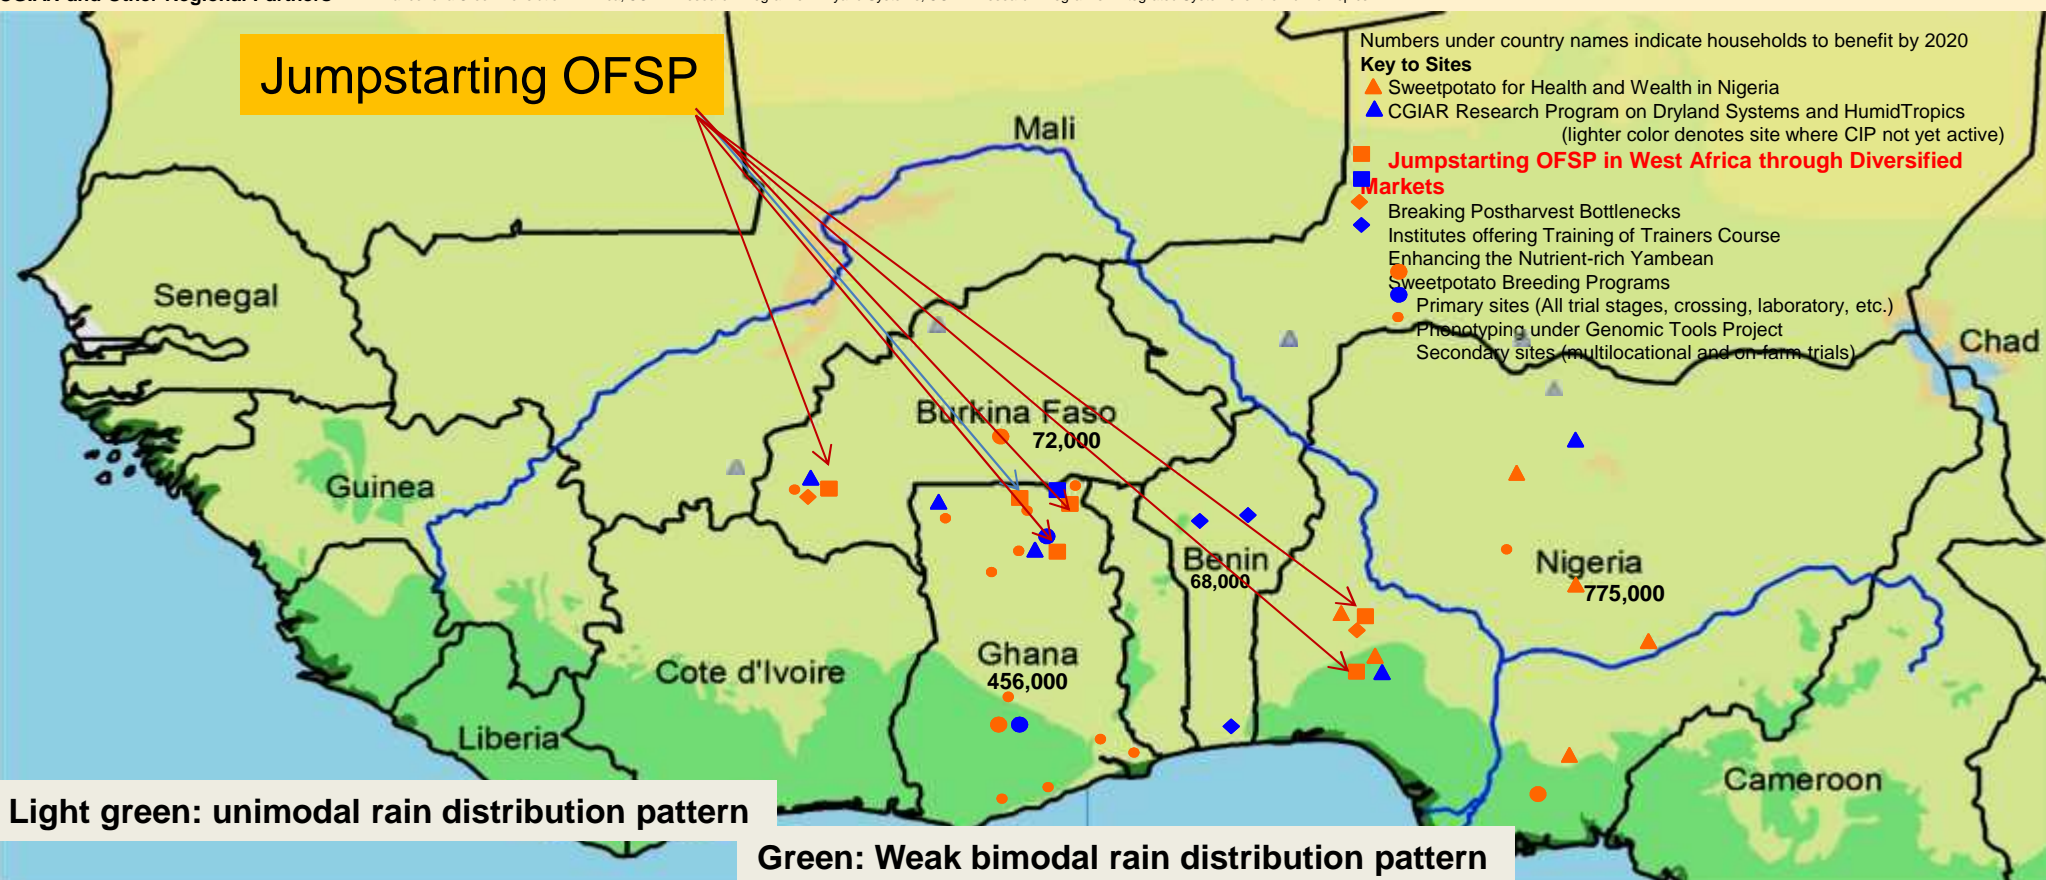 Jumpstarting OFSP
Numbers under country names indicate households to benefit by 2020
Key to Sites
Sweetpotato for Health and Wealth in Nigeria
CGIAR Research Program on Dryland Systems and HumidTropics
(lighter color denotes site where CIP not yet active)
Jumpstarting OFSP in West Africa through Diversified
Markets
Breaking Postharvest Bottlenecks
Institutes offering Training of Trainers Course
Enhancing the Nutrient-rich Yambean
Sweetpotato Breeding Programs
Primary sites (All trial stages, crossing, laboratory, etc.)
Phenotyping under Genomic Tools Project
Secondary sites (multilocational and on-farm trials)
Mali
Senegal
Chad
Burkina Faso
72,000
Guinea
Benin
68,000
Nigeria
775,000
Ghana
456,000
Cote d'Ivoire
Liberia
Cameroon
Light green: unimodal rain distribution pattern
Green: Weak bimodal rain distribution pattern